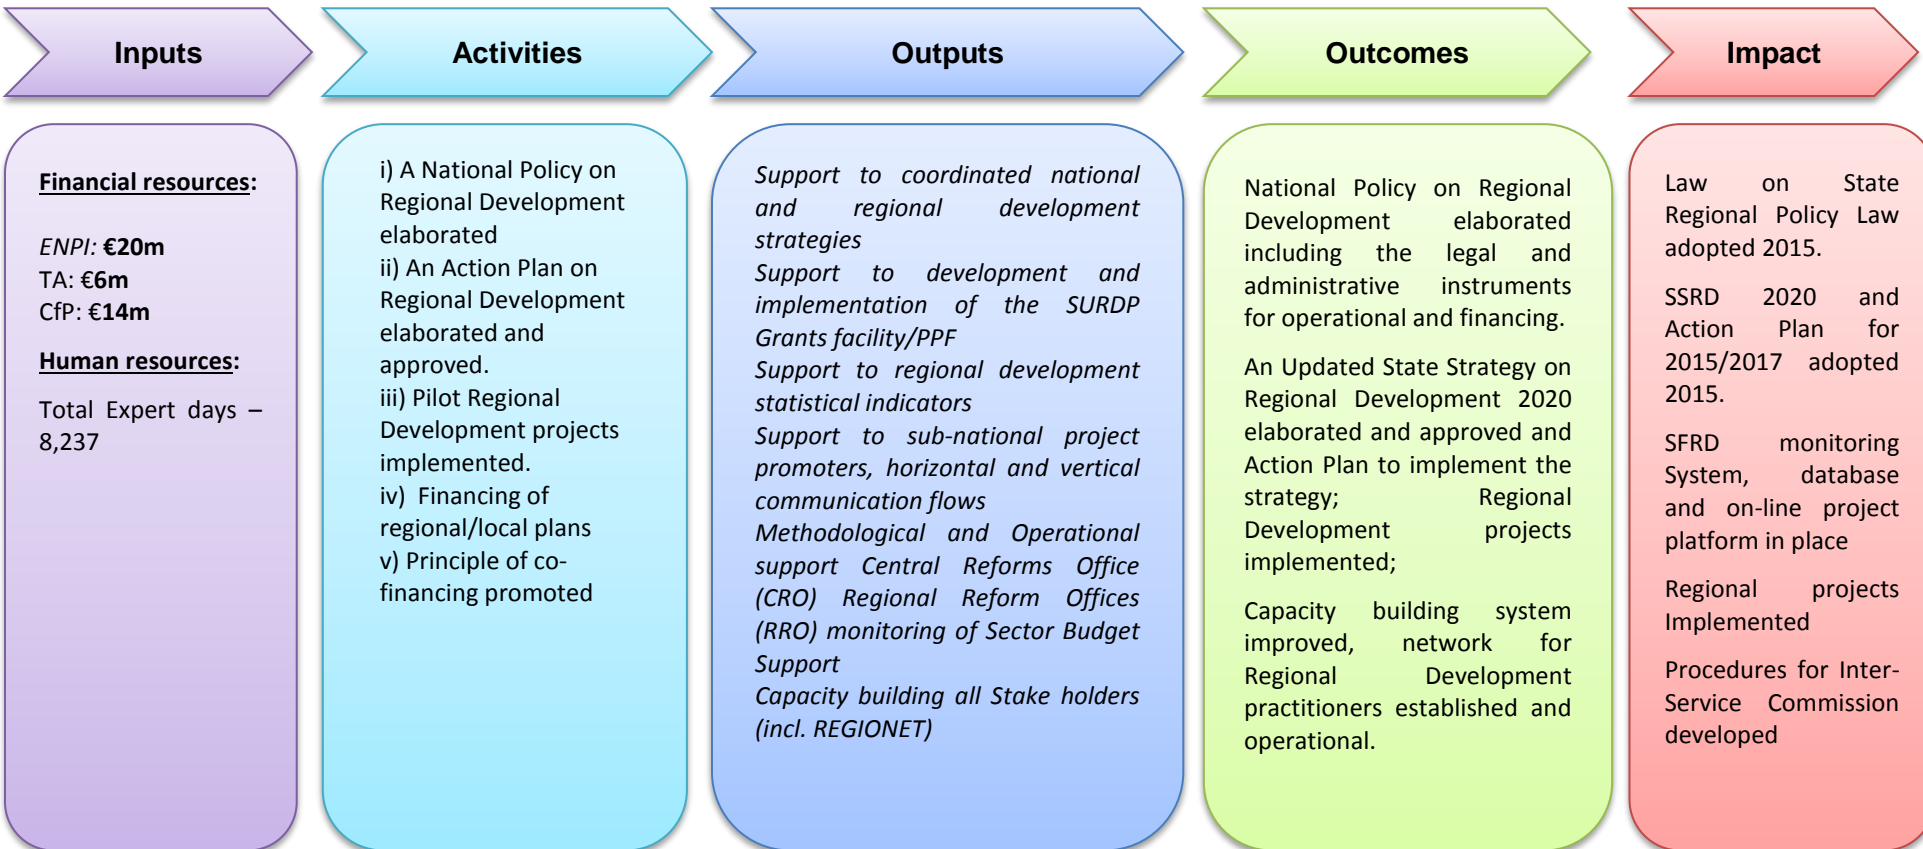 Inputs
Activities
Outputs
Outcomes
Impact
Financial resources:
ENPI: €20m
TA: €6m
CfP: €14m
Human resources:
Total Expert days –
8,237
i) A National Policy on
Regional Development
elaborated
ii) An Action Plan on
Regional Development
elaborated and
approved.
iii) Pilot Regional
Development projects
implemented.
iv) Financing of
regional/local plans
v) Principle of co-
financing promoted
Support to coordinated national
and regional development
strategies
Support to development and
implementation of the SURDP
Grants facility/PPF
Support to regional development
statistical indicators
Support to sub-national project
promoters, horizontal and vertical
communication flows
Methodological and Operational
support Central Reforms Office
(CRO) Regional Reform Offices
(RRO) monitoring of Sector Budget
Support
Capacity building all Stake holders
(incl. REGIONET)
National Policy on Regional
Development elaborated
including the legal and
administrative instruments
for operational and financing.
An Updated State Strategy on
Regional Development 2020
elaborated and approved and
Action Plan to implement the
strategy; Regional
Development projects
implemented;
Capacity building system
improved, network for
Regional Development
practitioners established and
operational.
Law on State
Regional Policy Law
adopted 2015.
SSRD 2020 and
Action Plan for
2015/2017 adopted
2015.
SFRD monitoring
System, database
and on-line project
platform in place
Regional projects
Implemented
Procedures for Inter-
Service Commission
developed